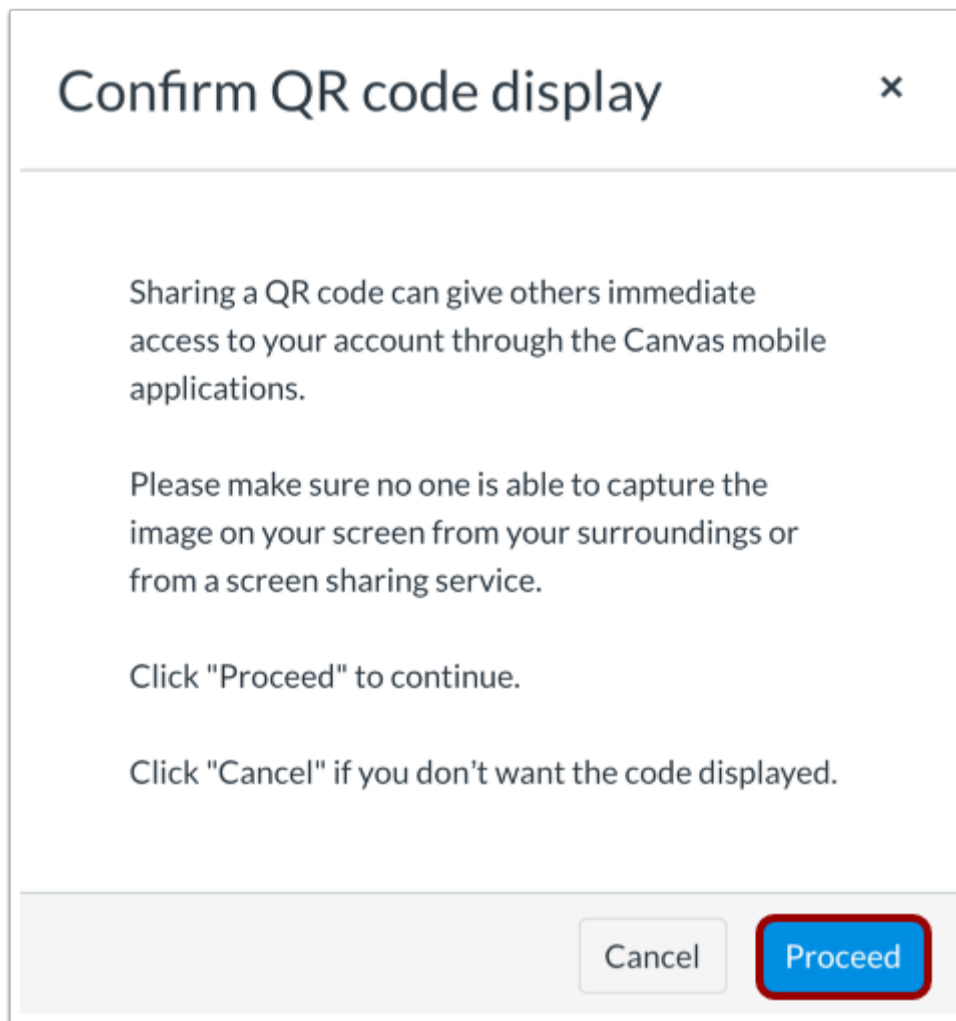 Confirm QR code display ×
Sharing a QR code can give others immediate
access to your account through the Canvas mobile
applications.
Please make sure no one is able to capture the
image on your screen from your surroundings or
from a screen sharing service.
Click "Proceed" to continue.
Click "Cancel" if you don’t want the code displayed.
Cancel Proceed